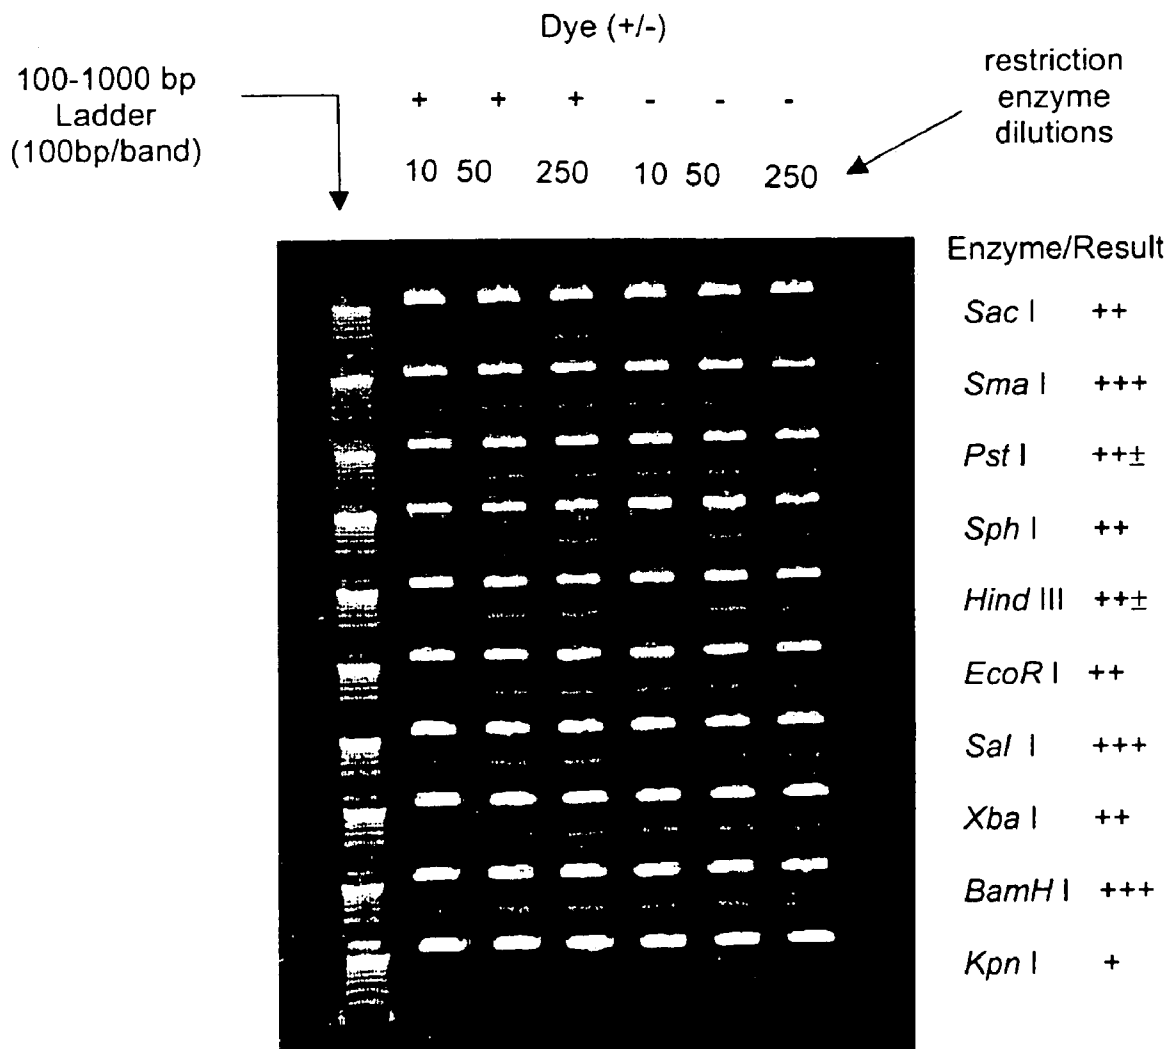 Dye (+/-)
100-1000 bp
Ladder
(100bp/band)
restriction
enzyme
dilutions
+ + + - - -
10 50 250 10 50 250
Enzyme/Result
Sac I ++
Sma I +++
Pst I ++±
Sph I ++
Hind III ++±
EcoR I ++
Sal I +++
Xba I ++
BamH I +++
Kpn I +